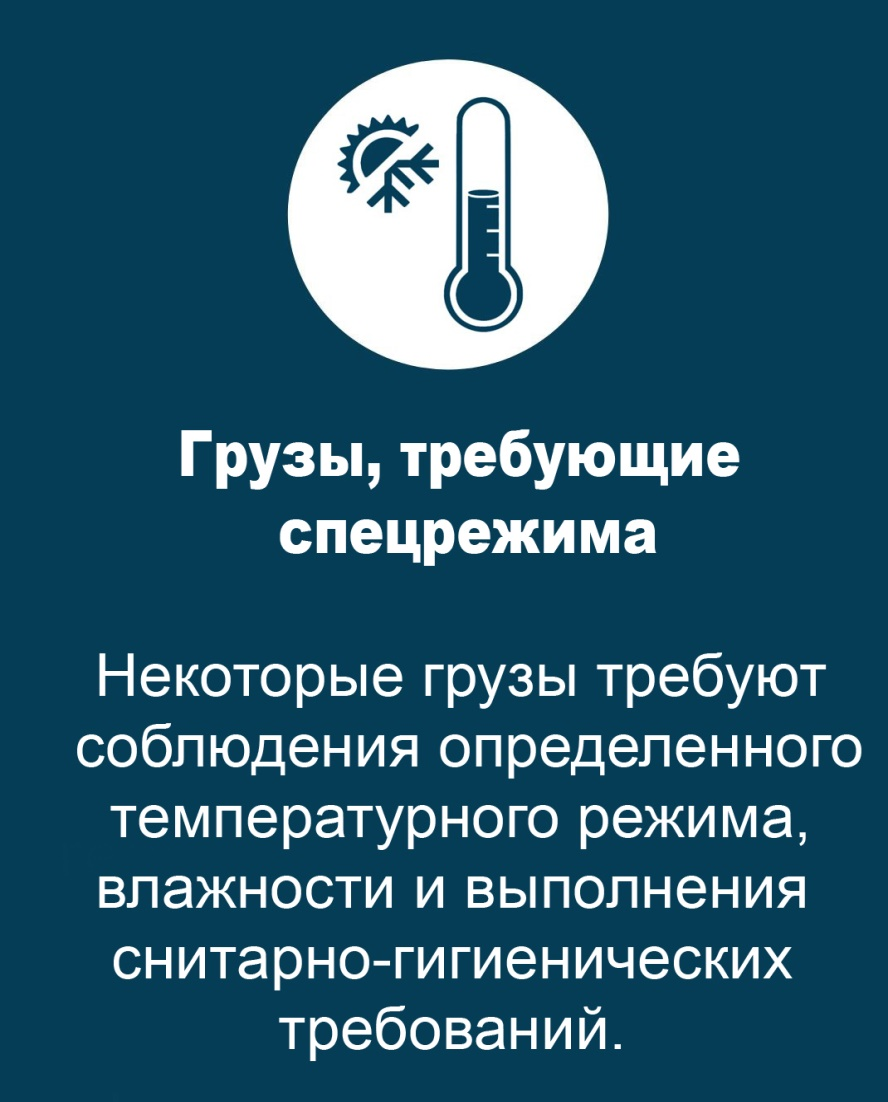 Грузы, требующие
спецрежима
Некоторые грузы требуют
соблюдения определенного
температурного режима,
влажности и выполнения
снитарно-гигиенических
требований.